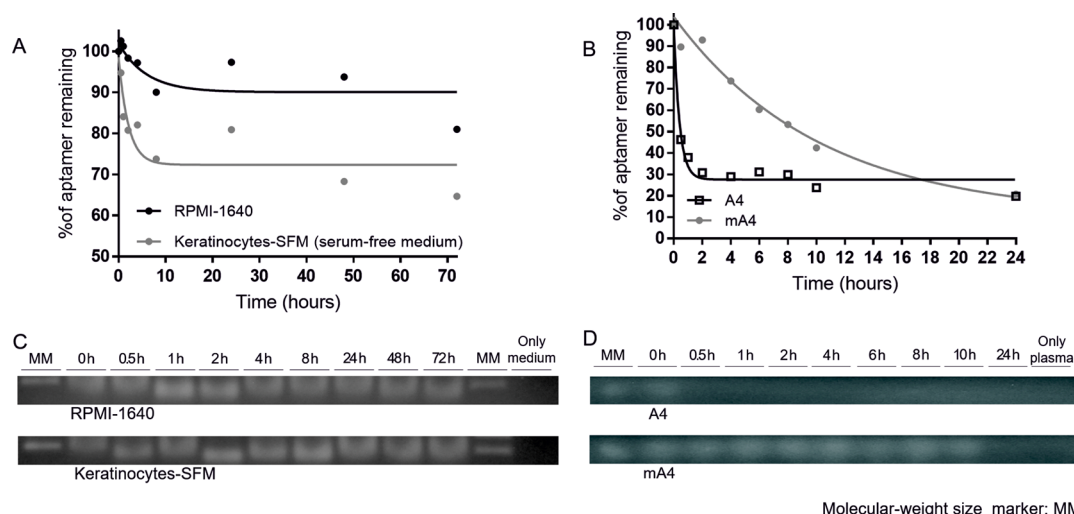 A
%of aptamer remaining
100
90
80
70
60
50
RPMI-1640
Keratinocytes-SFM (serum-free medium)
0 10 20 30 40 50 60 70
Time (hours)
B
%of aptamer remaining
100
90
80
70
60
50
40
30
20
10
0
A4
mA4
0 2 4 6 8 10 12 14 16 18 20 22 24
Time (hours)
C
MM 0h 0.5h 1h 2h 4h 8h 24h 48h 72h MM Only medium
RPMI-1640
Keratinocytes-SFM
D
MM 0h 0.5h 1h 2h 4h 6h 8h 10h 24h Only plasma
A4
mA4
Molecular-weight size marker: MM